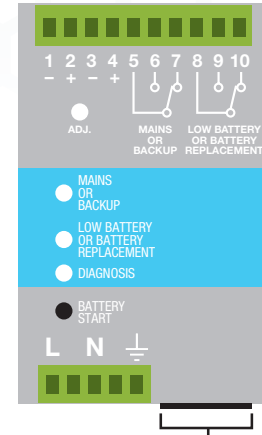 1 2 3 4 5 6 7 8 9 10
− + − +
ADJ.
MAINS
OR
BACKUP
LOW BATTERY
OR BATTERY
REPLACEMENT
MAINS
OR
BACKUP
LOW BATTERY
OR BATTERY
REPLACEMENT
DIAGNOSIS
BATTERY
START
L N